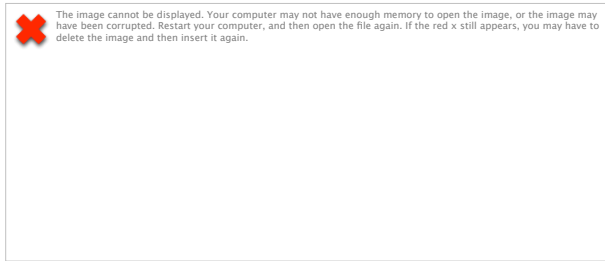 The image cannot be displayed. Your computer may not have enough memory to open the image, or the image may
have been corrupted. Restart your computer, and then open the file again. If the red x still appears, you may have to
delete the image and then insert it again.